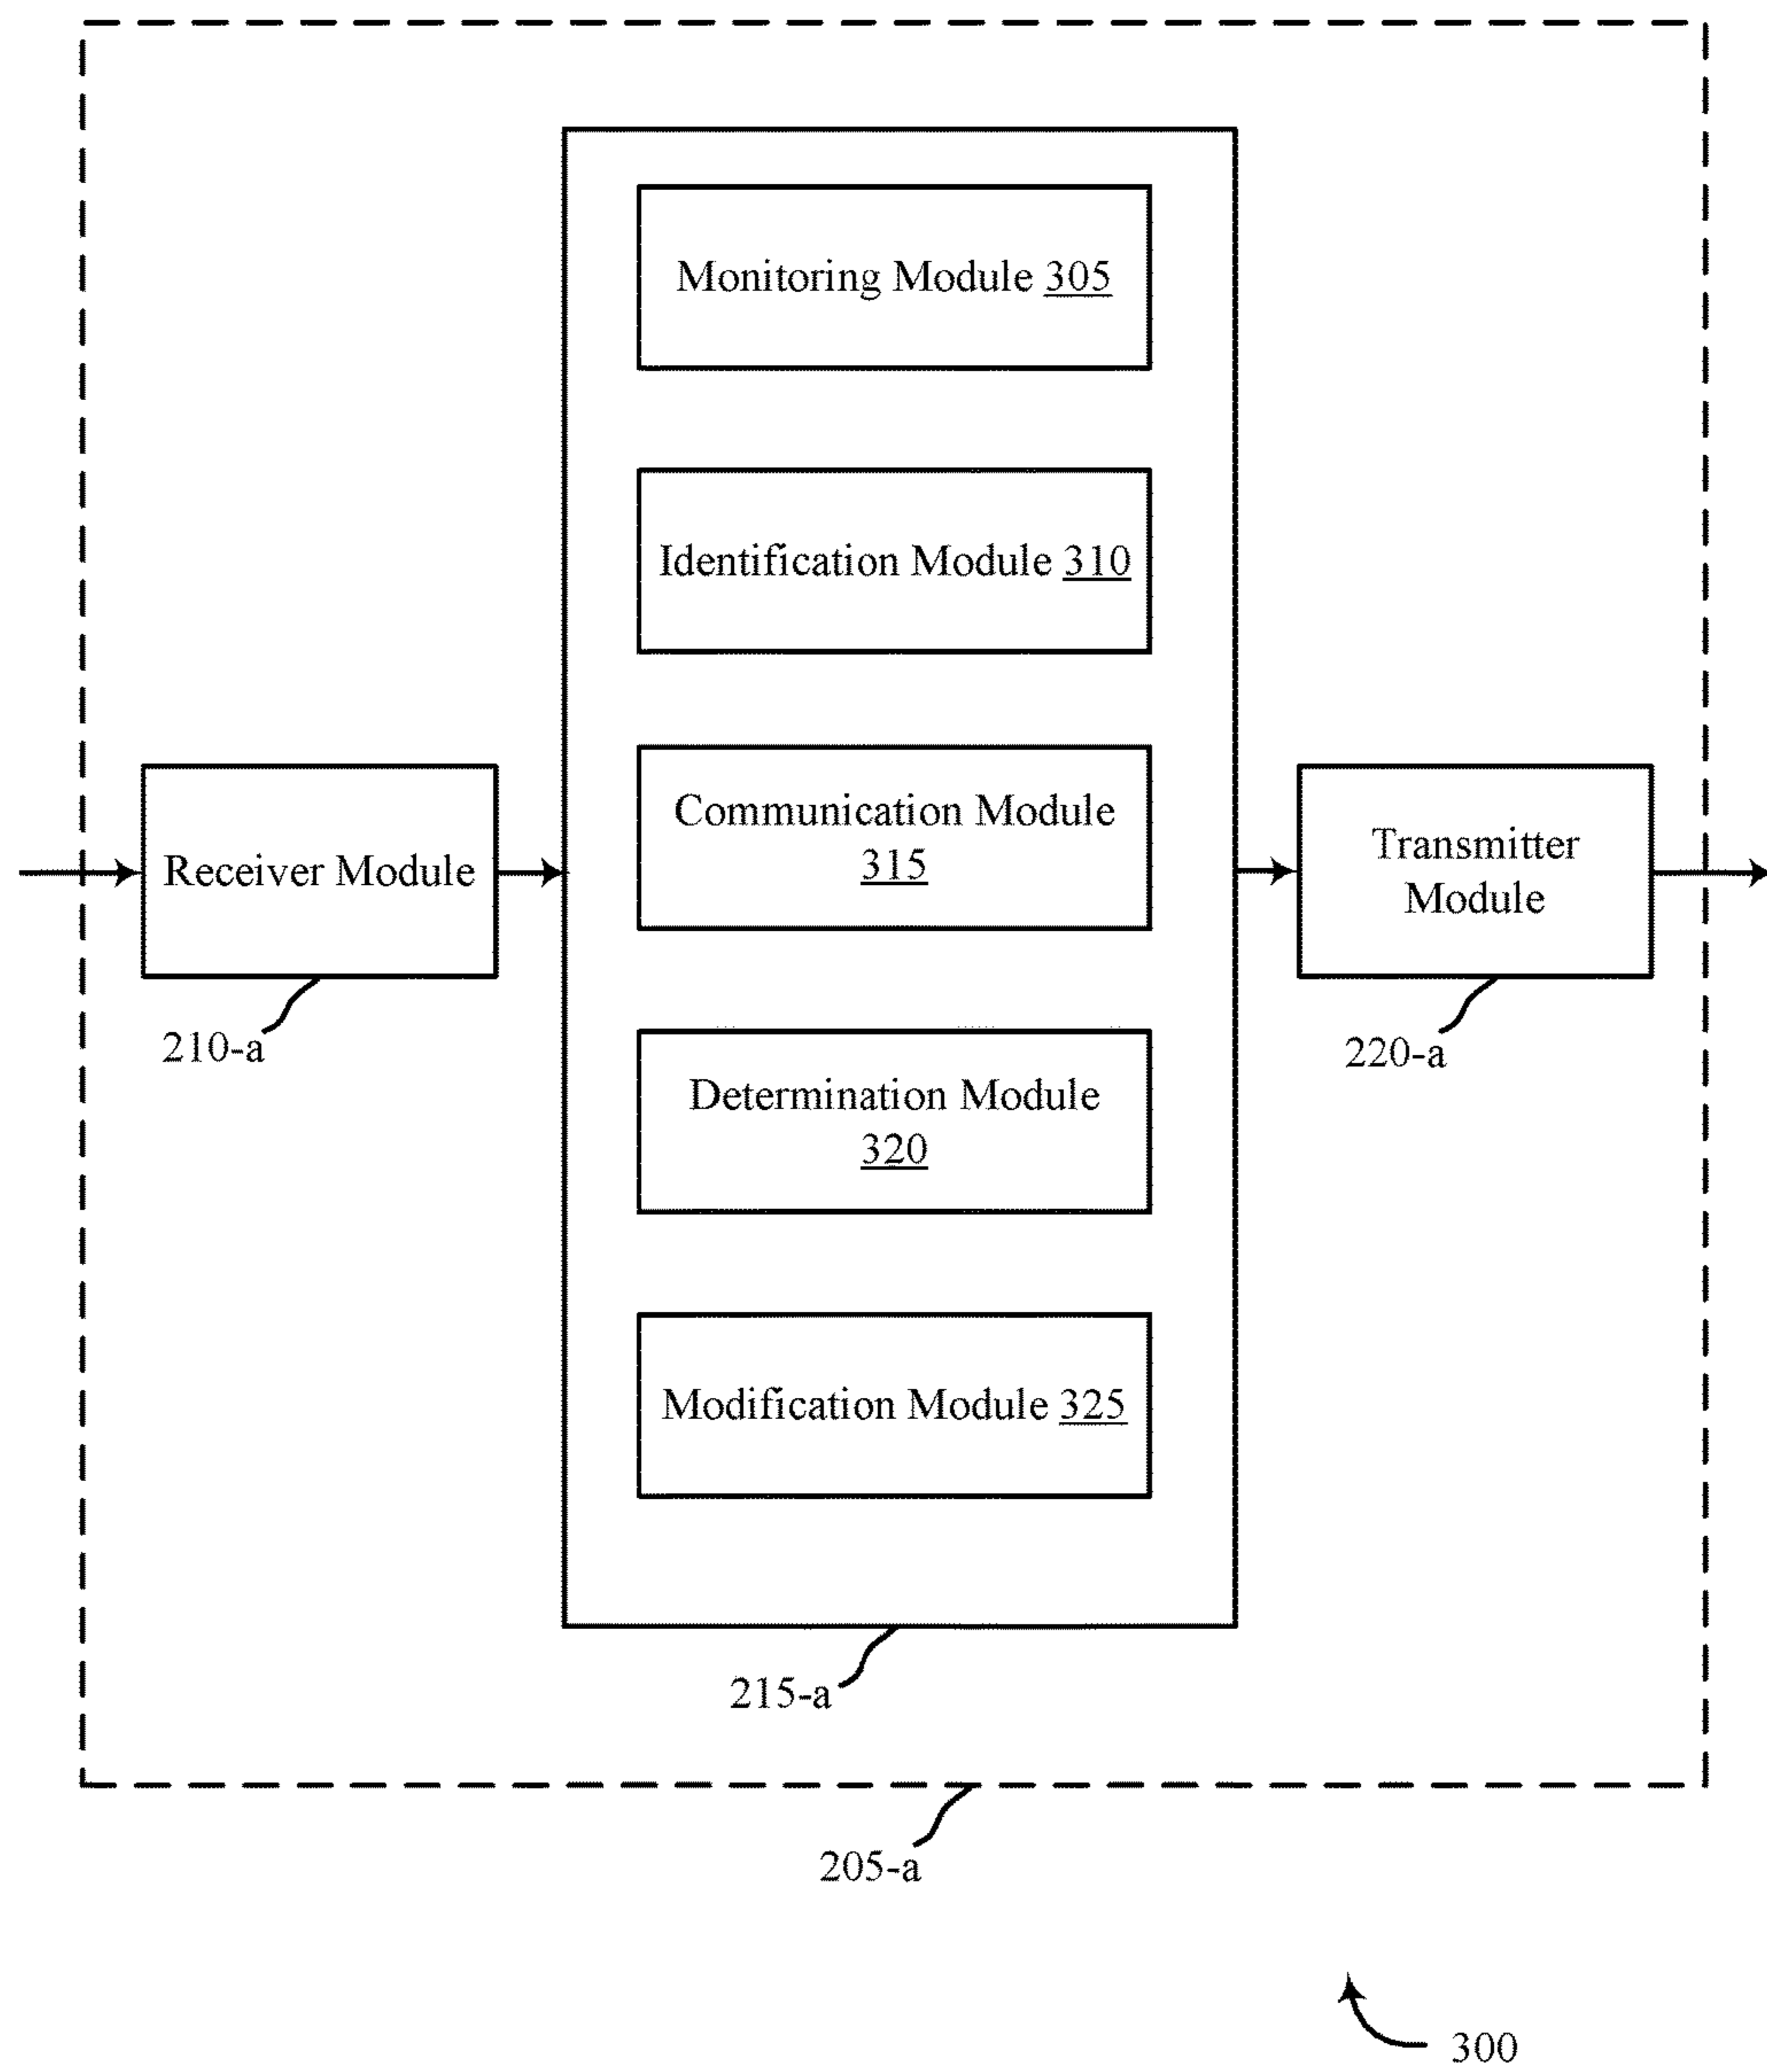 Monitoring Module 305
Identification Module 310
Communication Module
315
Receiver Module
Transmitter
Module
210-a
220-a
Determination Module
320
Modification Module 325
215-a
205-a
300